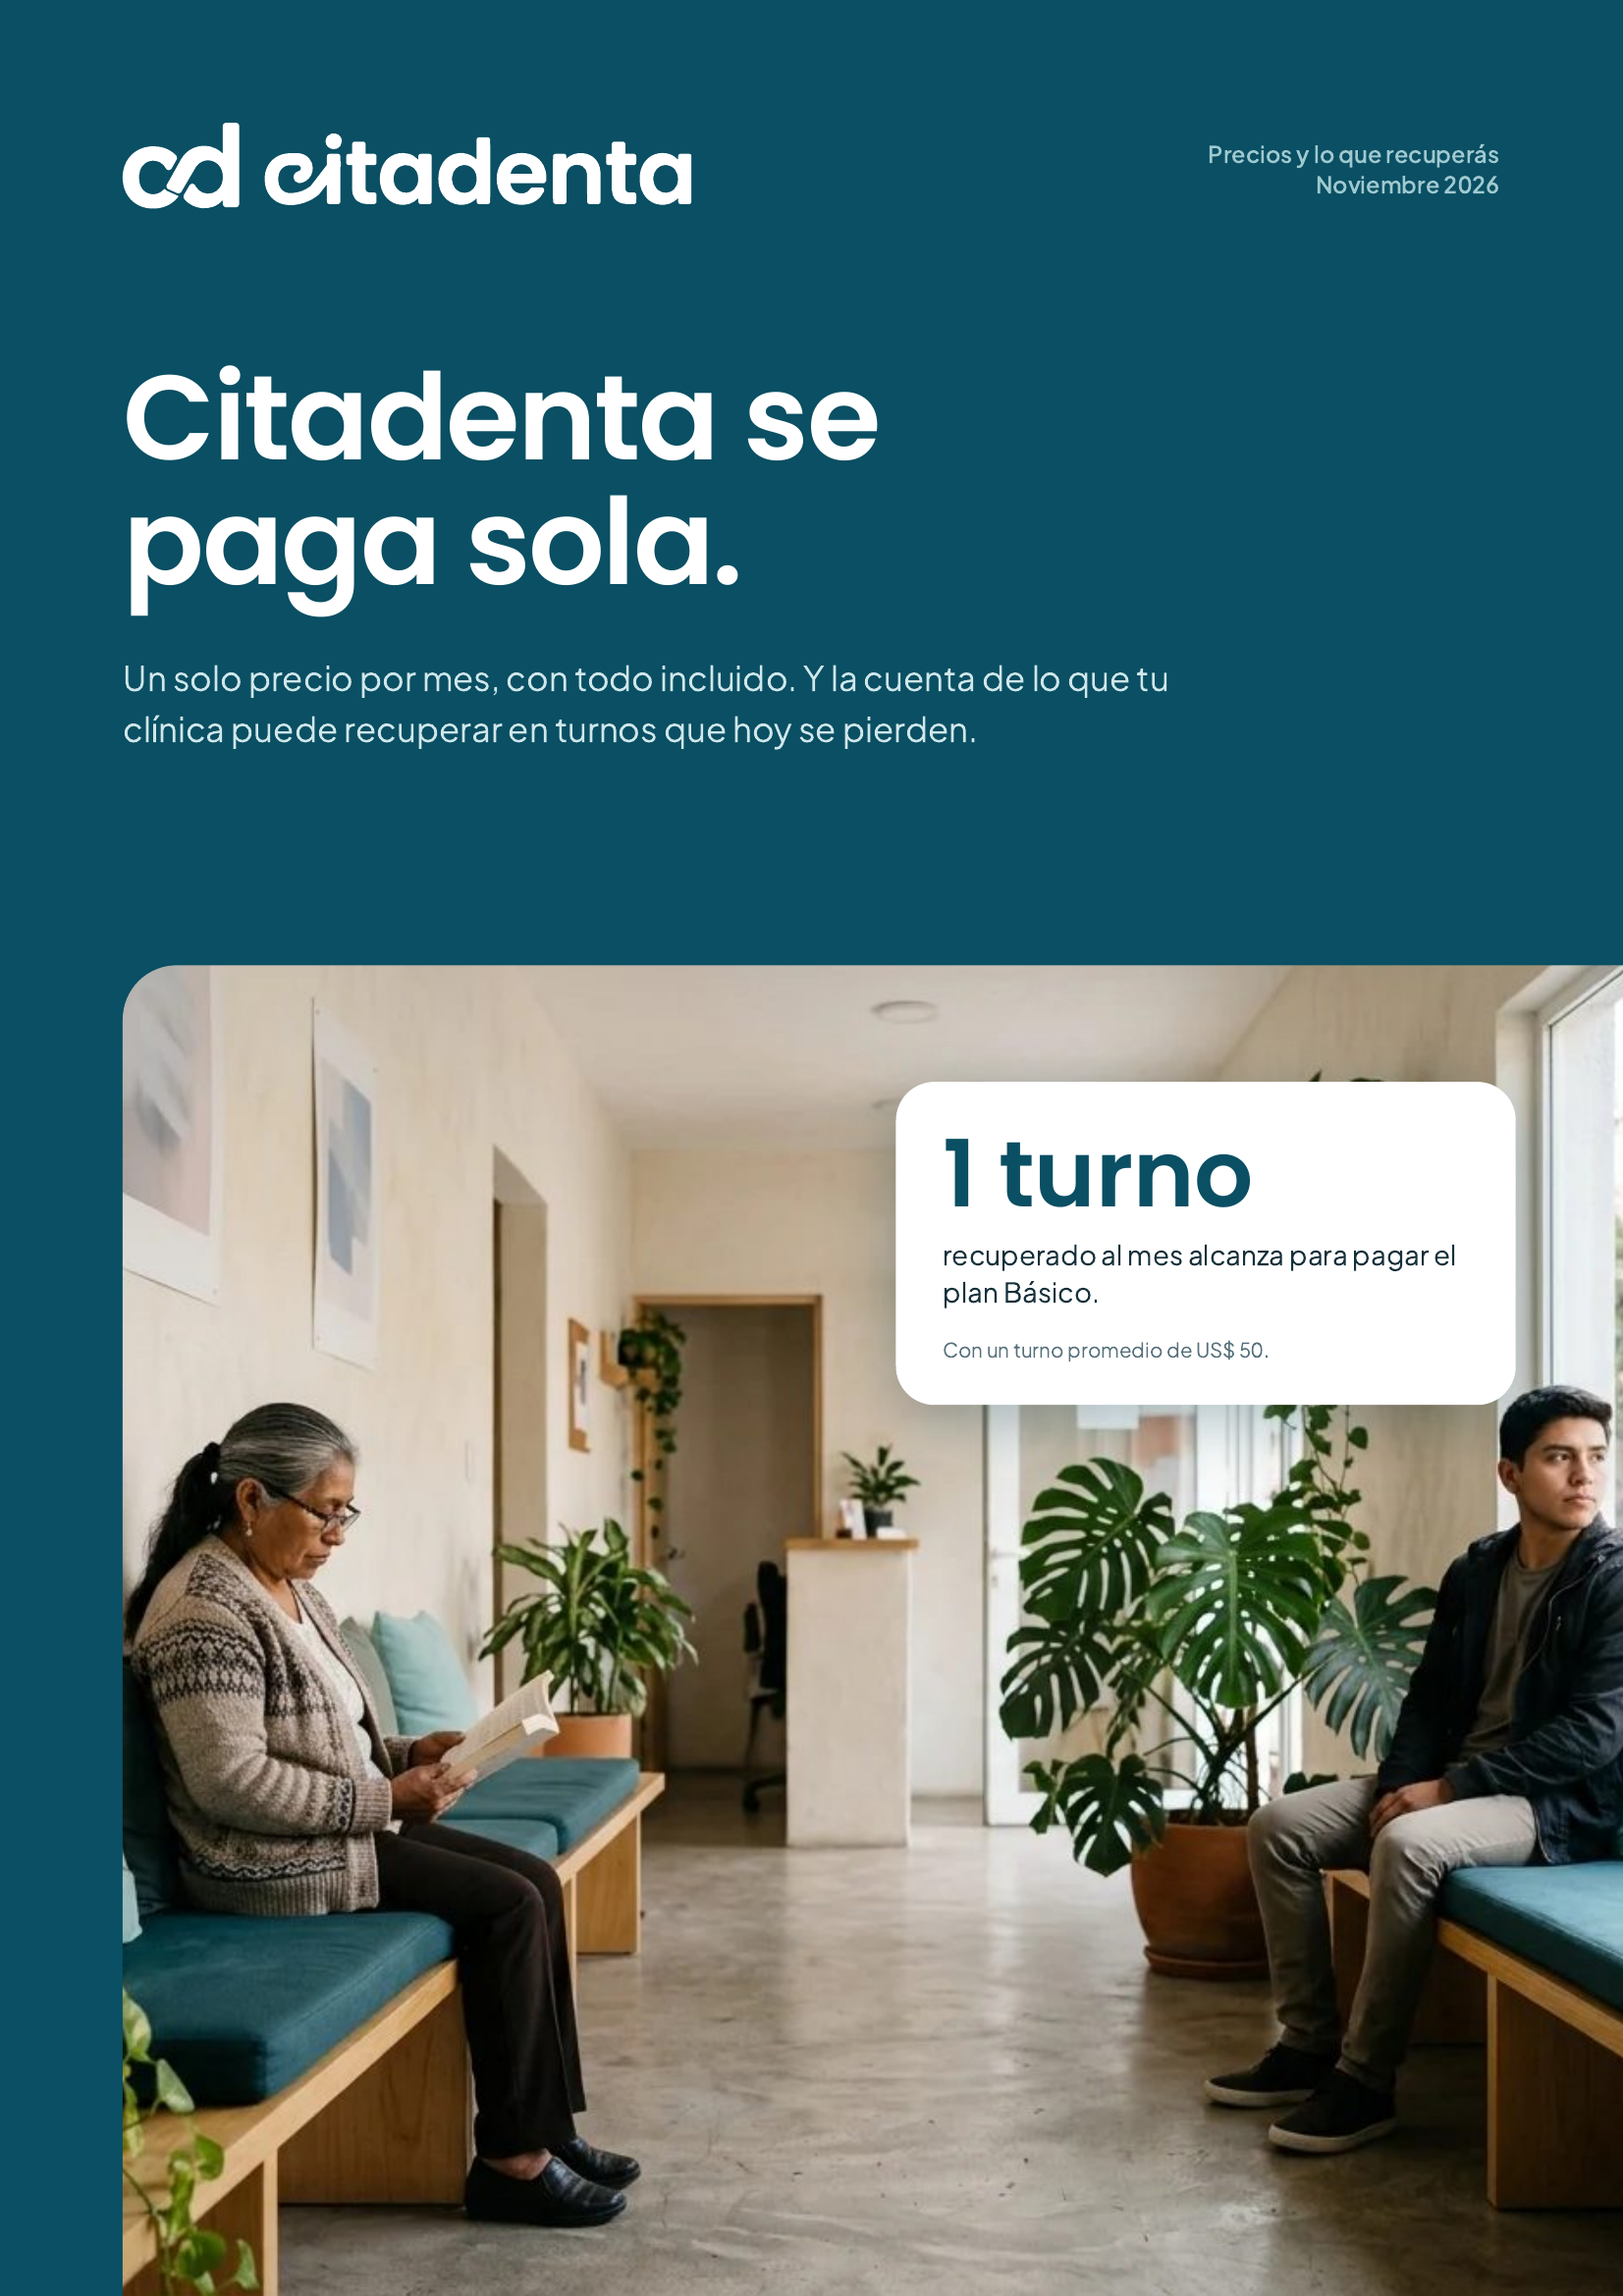 cd citadenta
Precios y lo que recuperás
Noviembre 2026
Citadenta se
paga sola.
Un solo precio por mes, con todo incluido. Y la cuenta de lo que tu
clínica puede recuperar en turnos que hoy se pierden.
1 turno
recuperado al mes alcanza para pagar el
plan Básico.
Con un turno promedio de US$ 50.